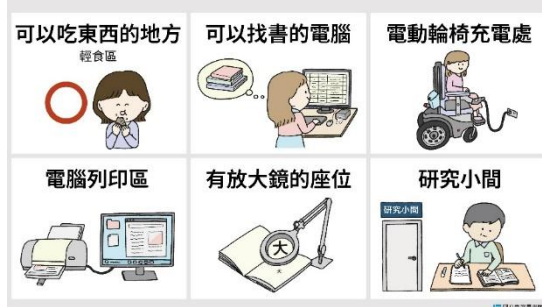 可以吃東西的地方
輕食區
可以找書的電腦
電動輪椅充電處
電腦列印區
有放大鏡的座位
大
大
研究小間
研究小間